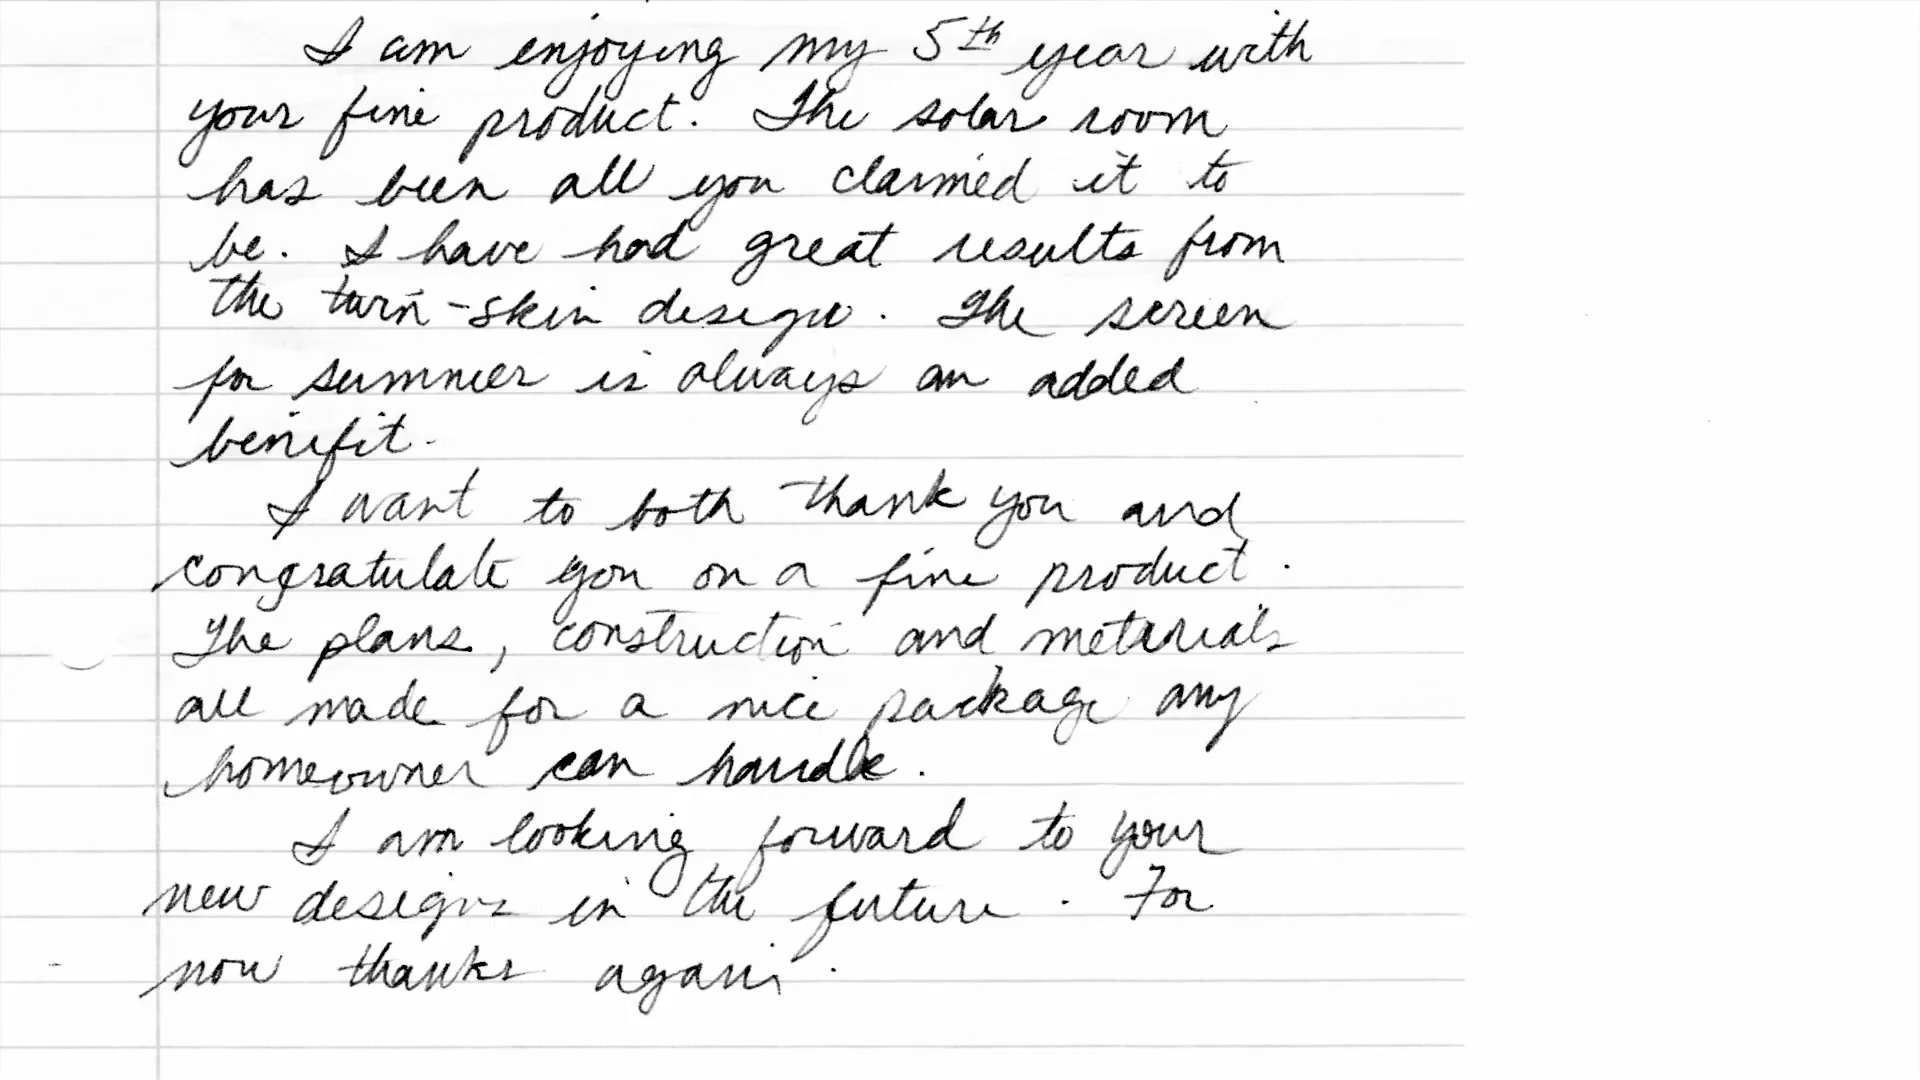 I am enjoying my 5th year with
your fine product. The solar room
has been all you claimed it to
be. I have had great results from
the twin-skin design. The screen
for summer is always an added
benifit.
I want to both thank you and
congratulate you on a fine product.
The plans, construction and meterials
all made for a nice package any
homeowner can handle.
I am looking forward to your
new designs in the future. For
now thanks again.